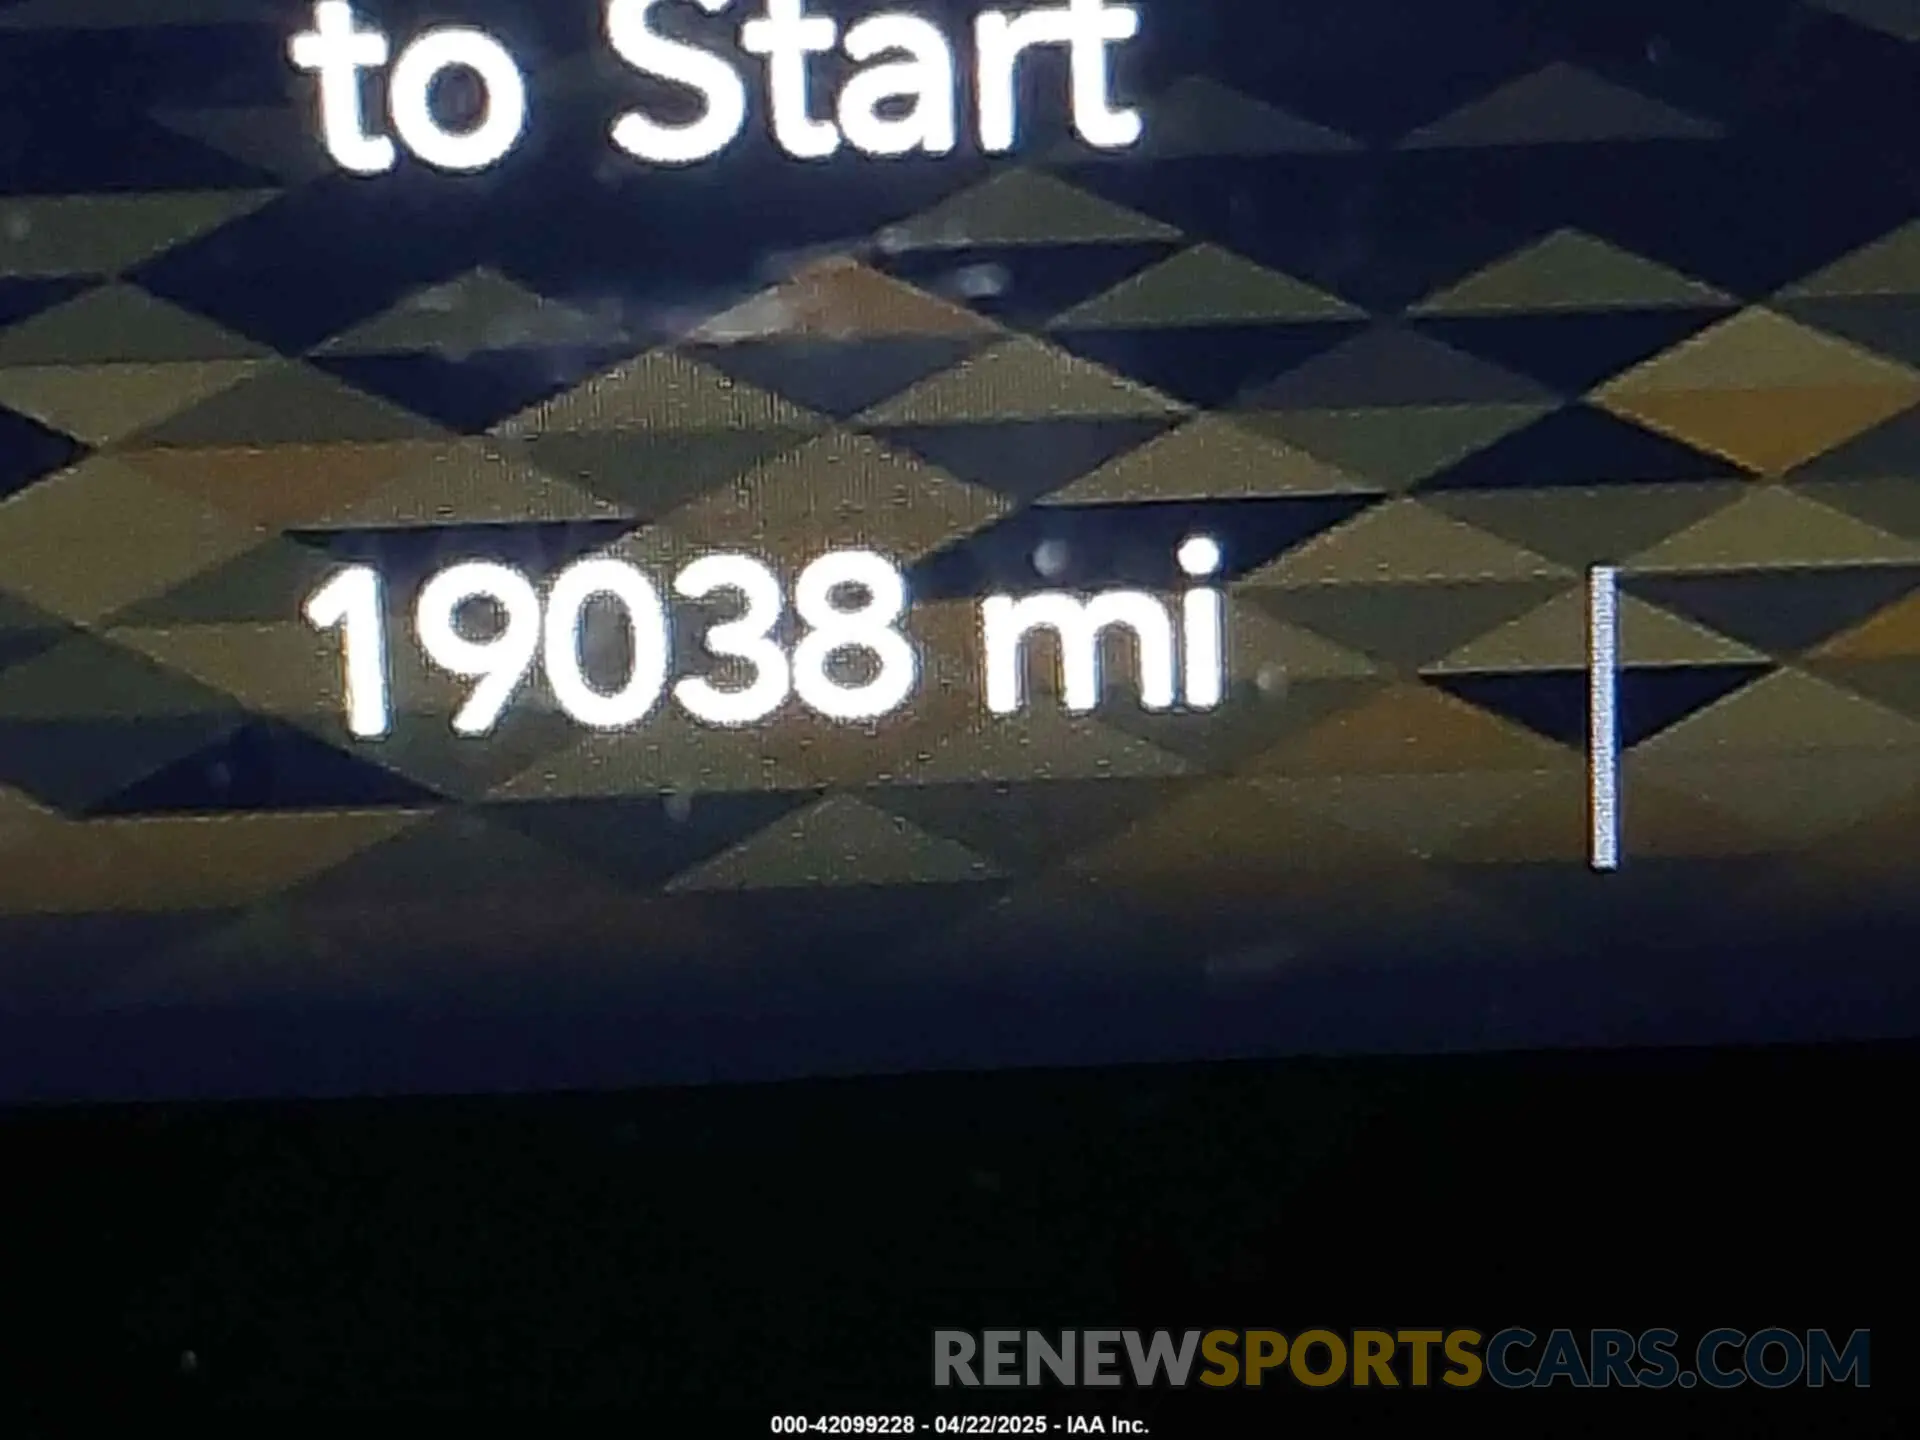 to Start
19038 mi
RENEWSPORTSCARS.COM
000-42099228 - 04/22/2025 - IAA Inc.